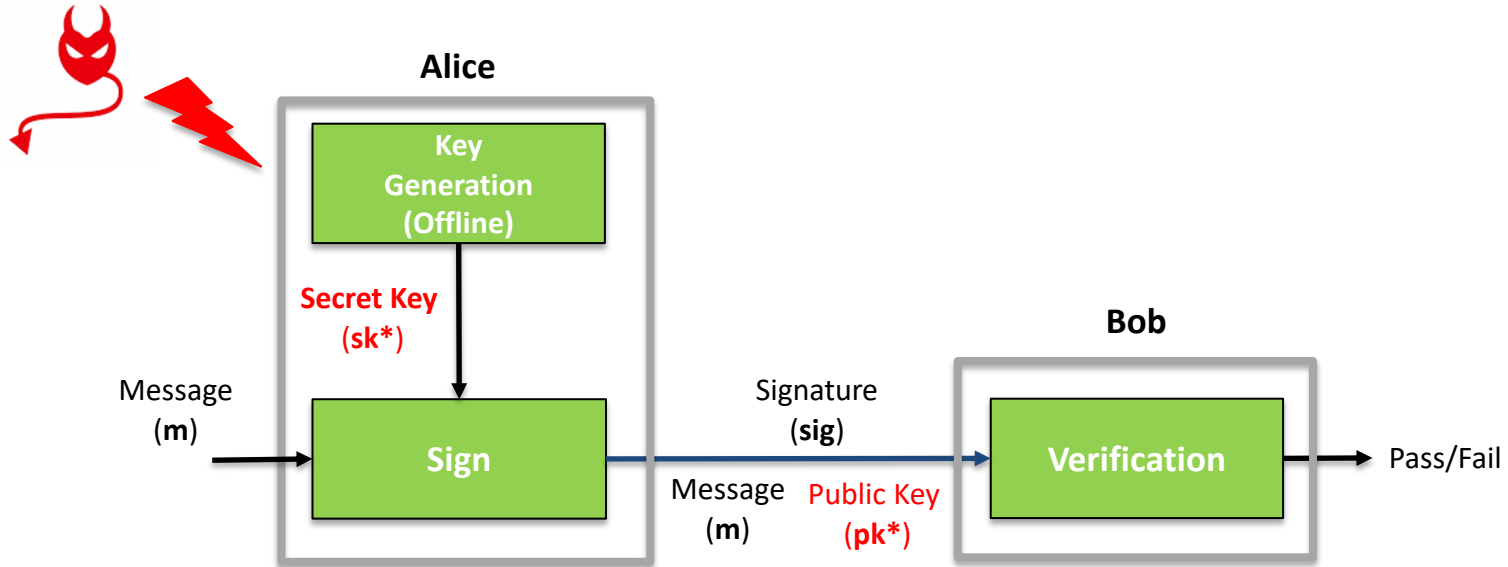 Alice
Key
Generation
(Offline)
Secret Key
(sk*)
Message
(m)
Sign
Signature
(sig)
Message
(m)
Public Key
(pk*)
Bob
Verification
Pass/Fail